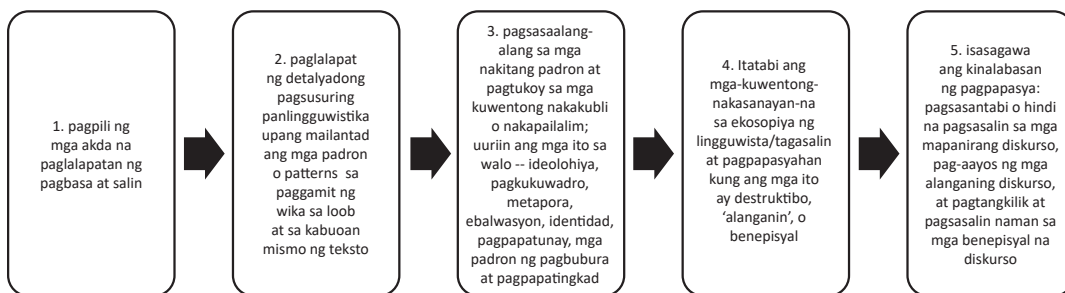 1. pagpili ng
mga akda na
paglalapatan ng
pagbasa at salin
2. paglalapat
ng detalyadong
pagsusuring
panlingguwistika
upang mailantad
ang mga padron
o patterns sa
paggamit ng
wika sa loob
at sa kabuoan
mismo ng teksto
3. pagsasaalang-
alang sa mga
nakitang padron at
pagtukoy sa mga
kuwentong nakakubli
o nakapailalim;
uuriin ang mga ito sa
walo -- ideolohiya,
pagkukuwadro,
metapora,
ebalwasyon, identidad,
pagpapatunay, mga
padron ng pagbubura
at pagpapatingkad
4. Itatabi ang
mga-kuwentong-
nakasanayan-na
sa ekosopiya ng
lingguwista/tagasalin
at pagpapasyahan
kung ang mga ito
ay destruktibo,
‘alanganin’, o
benepisyal
5. isasagawa
ang kinalabasan
ng pagpapasya:
pagsasantabi o hindi
na pagsasalin sa mga
mapanirang diskurso,
pag-aayos ng mga
alanganing diskurso,
at pagtangkilik at
pagsasalin naman sa
mga benepisyal na
diskurso